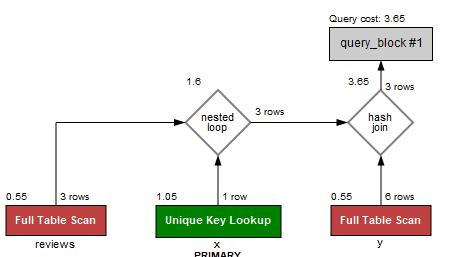 Query cost: 3.65
query_block #1
1.6
3.65
3 rows
nested
loop
3 rows
hash
join
0.55
3 rows
1.05
1 row
0.55
6 rows
Full Table Scan
Unique Key Lookup
Full Table Scan
reviews
x
y
PRIMARY